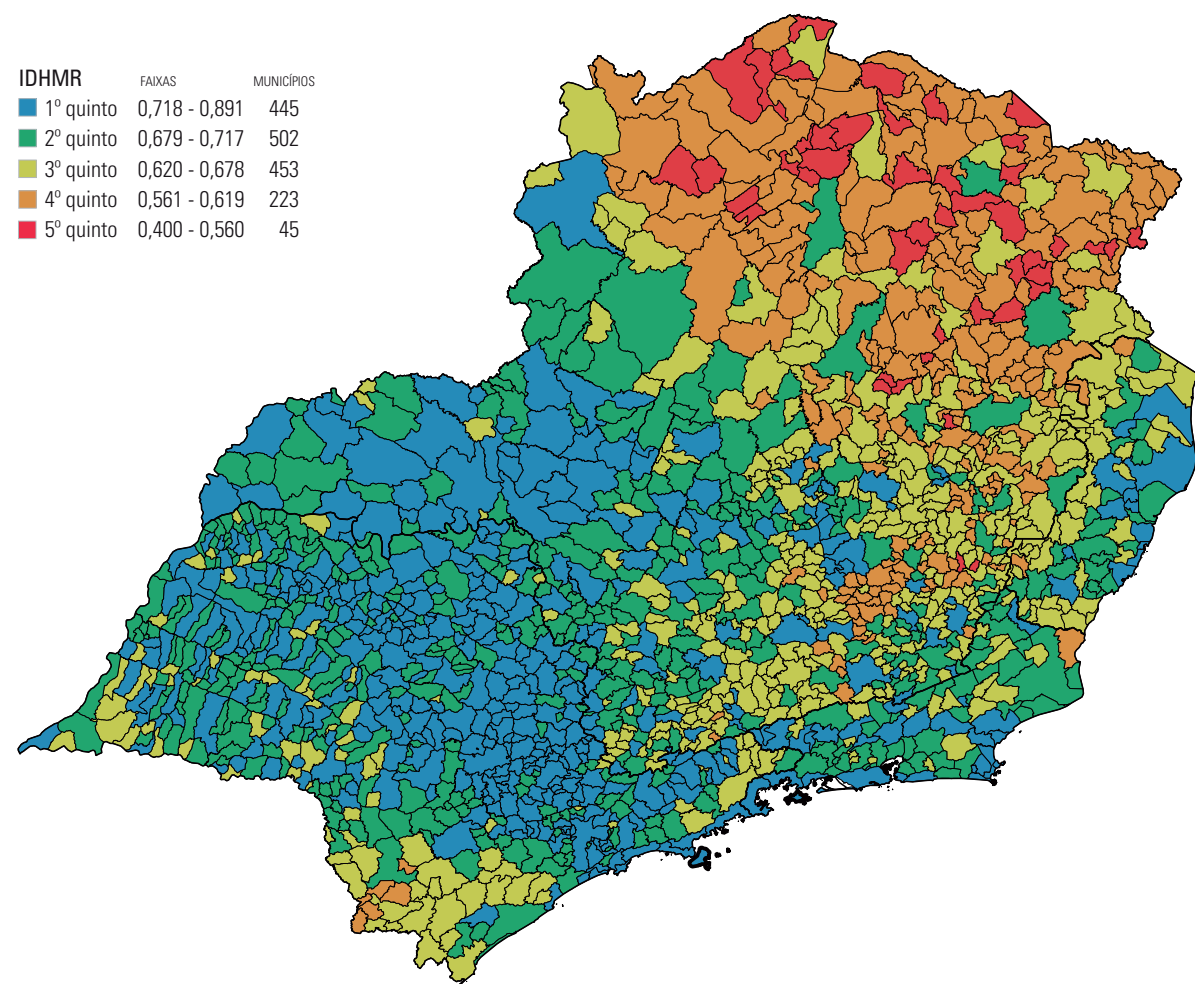 IDHMR FAIXAS MUNICÍPIOS
1º quinto 0,718 - 0,891 445
2º quinto 0,679 - 0,717 502
3º quinto 0,620 - 0,678 453
4º quinto 0,561 - 0,619 223
5º quinto 0,400 - 0,560 45